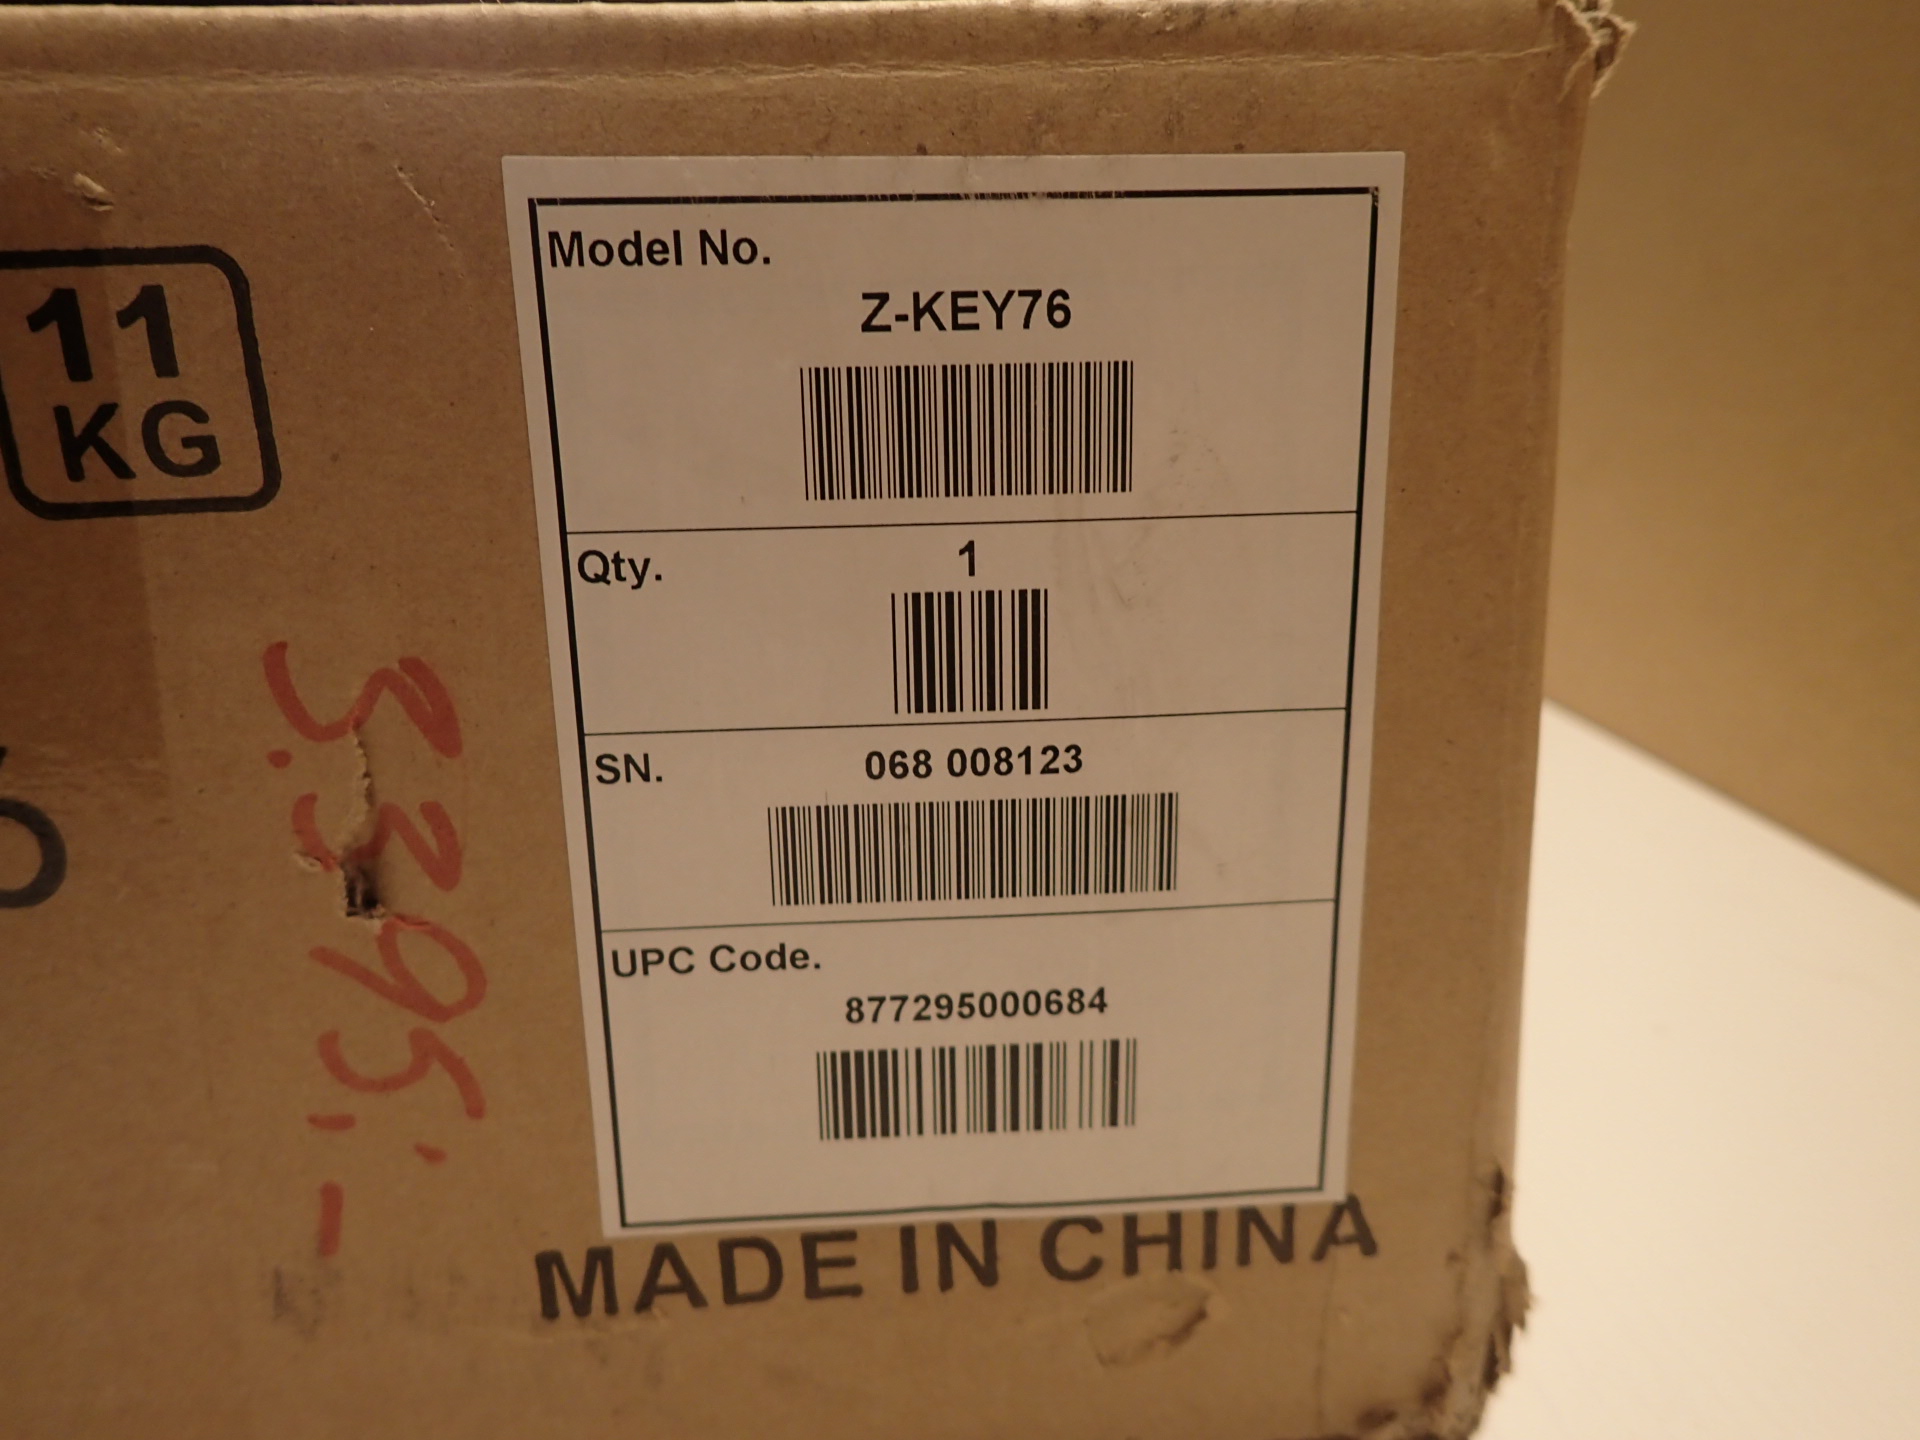 11
KG
Model No.
Z-KEY76
Qty.
1
SN.
068 008123
UPC Code.
877295000684
MADE IN CHINA